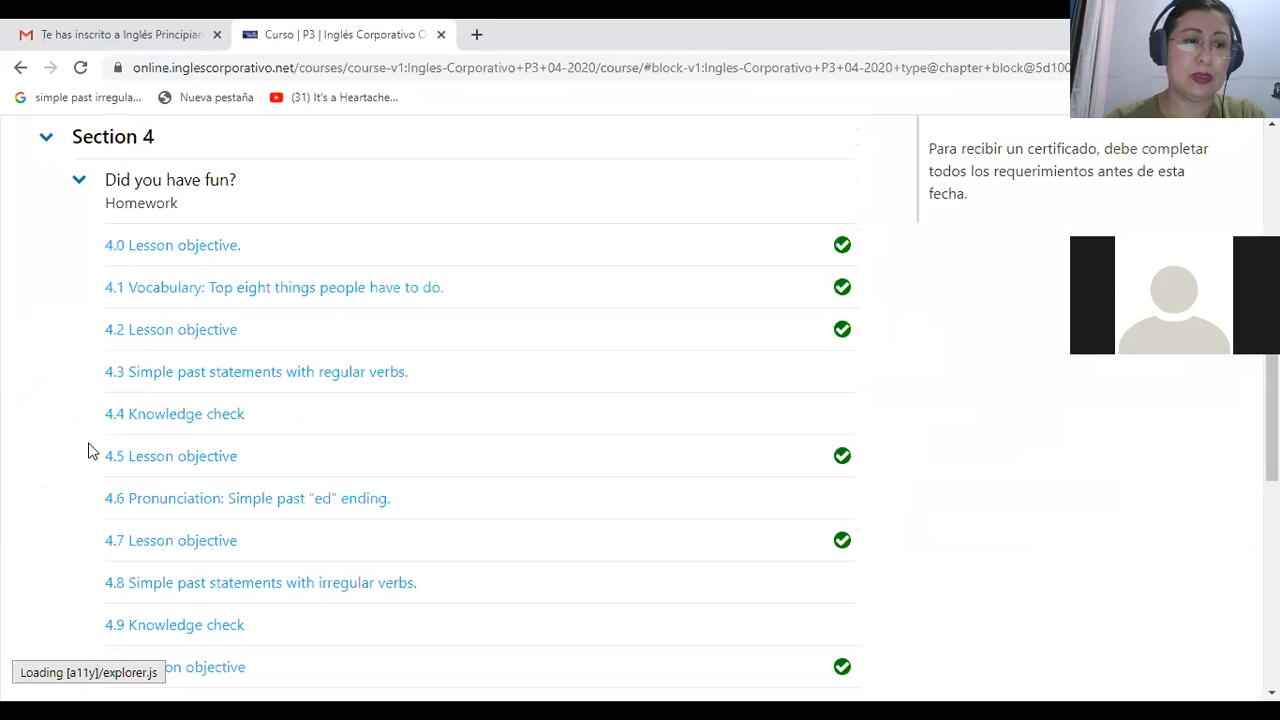 Te has inscrito a Inglés Principian
Curso | P3 | Inglés Corporativo O
online.inglescorporativo.net/courses/course-v1:Ingles-Corporativo+P3+04-2020/course/#block-v1:Ingles-Corporativo+P3+04-2020+type@chapter+block@5d100
simple past irregula...
Nueva pestaña
(31) It's a Heartache...
Section 4
Did you have fun?
Homework
4.0 Lesson objective.
4.1 Vocabulary: Top eight things people have to do.
4.2 Lesson objective
4.3 Simple past statements with regular verbs.
4.4 Knowledge check
4.5 Lesson objective
4.6 Pronunciation: Simple past “ed” ending.
4.7 Lesson objective
4.8 Simple past statements with irregular verbs.
4.9 Knowledge check
on objective
Loading [a11y]/explorer.js
Para recibir un certificado, debe completar
todos los requerimientos antes de esta
fecha.